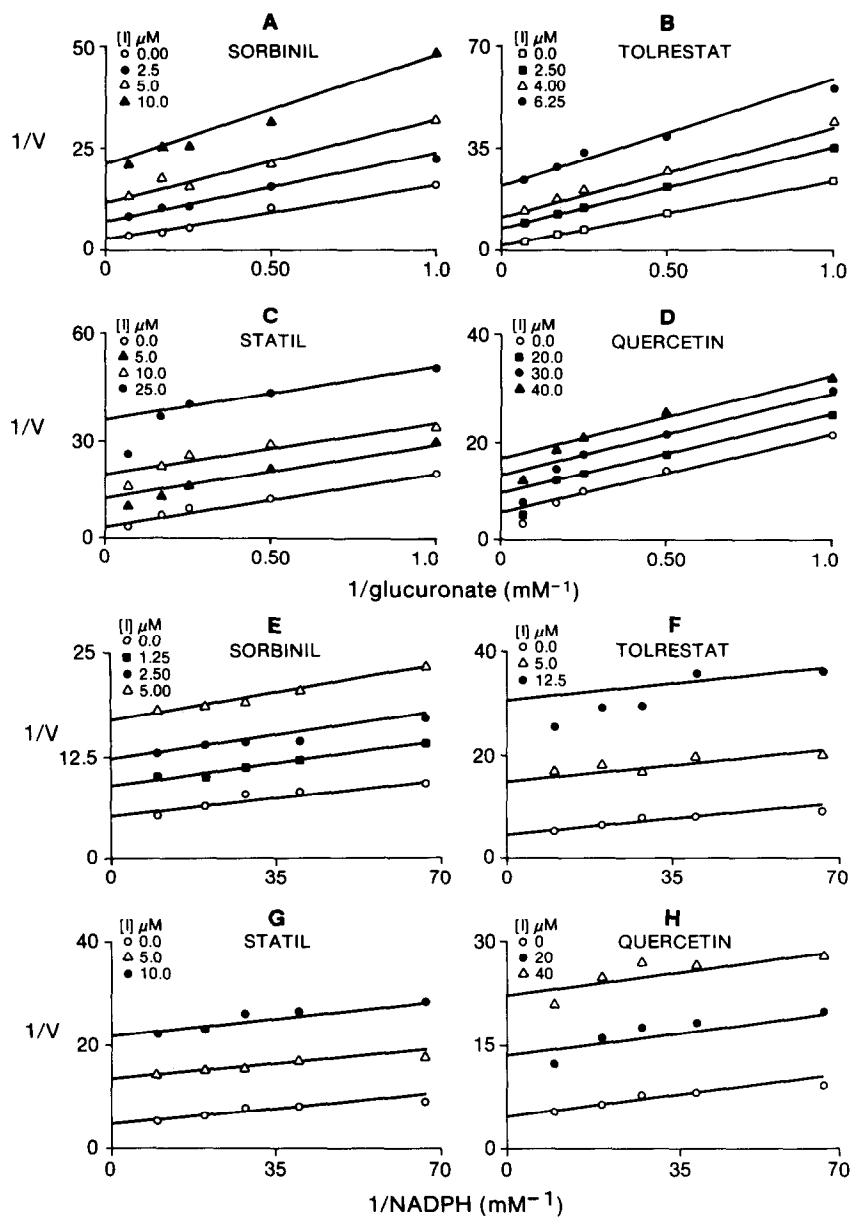 A
SORBINIL
[I] μM
0.00
2.5
5.0
10.0
50
25
0
1/V
0
0.50
1.0
B
TOLRESTAT
[I] μM
0.0
2.50
4.00
6.25
70
35
0
0
0.50
1.0
C
STATIL
[I] μM
0.0
5.0
10.0
25.0
60
30
0
1/V
0
0.50
1.0
D
QUERCETIN
[I] μM
0.0
20.0
30.0
40.0
40
20
0
0
0.50
1.0
1/glucuronate (mM⁻¹)
E
SORBINIL
[I] μM
0.0
1.25
2.50
5.00
25
12.5
0
1/V
0
35
70
F
TOLRESTAT
[I] μM
0.0
5.0
12.5
40
20
0
0
35
70
G
STATIL
[I] μM
0.0
5.0
10.0
40
20
0
1/V
0
35
70
H
QUERCETIN
[I] μM
0
20
40
30
15
0
0
35
70
1/NADPH (mM⁻¹)